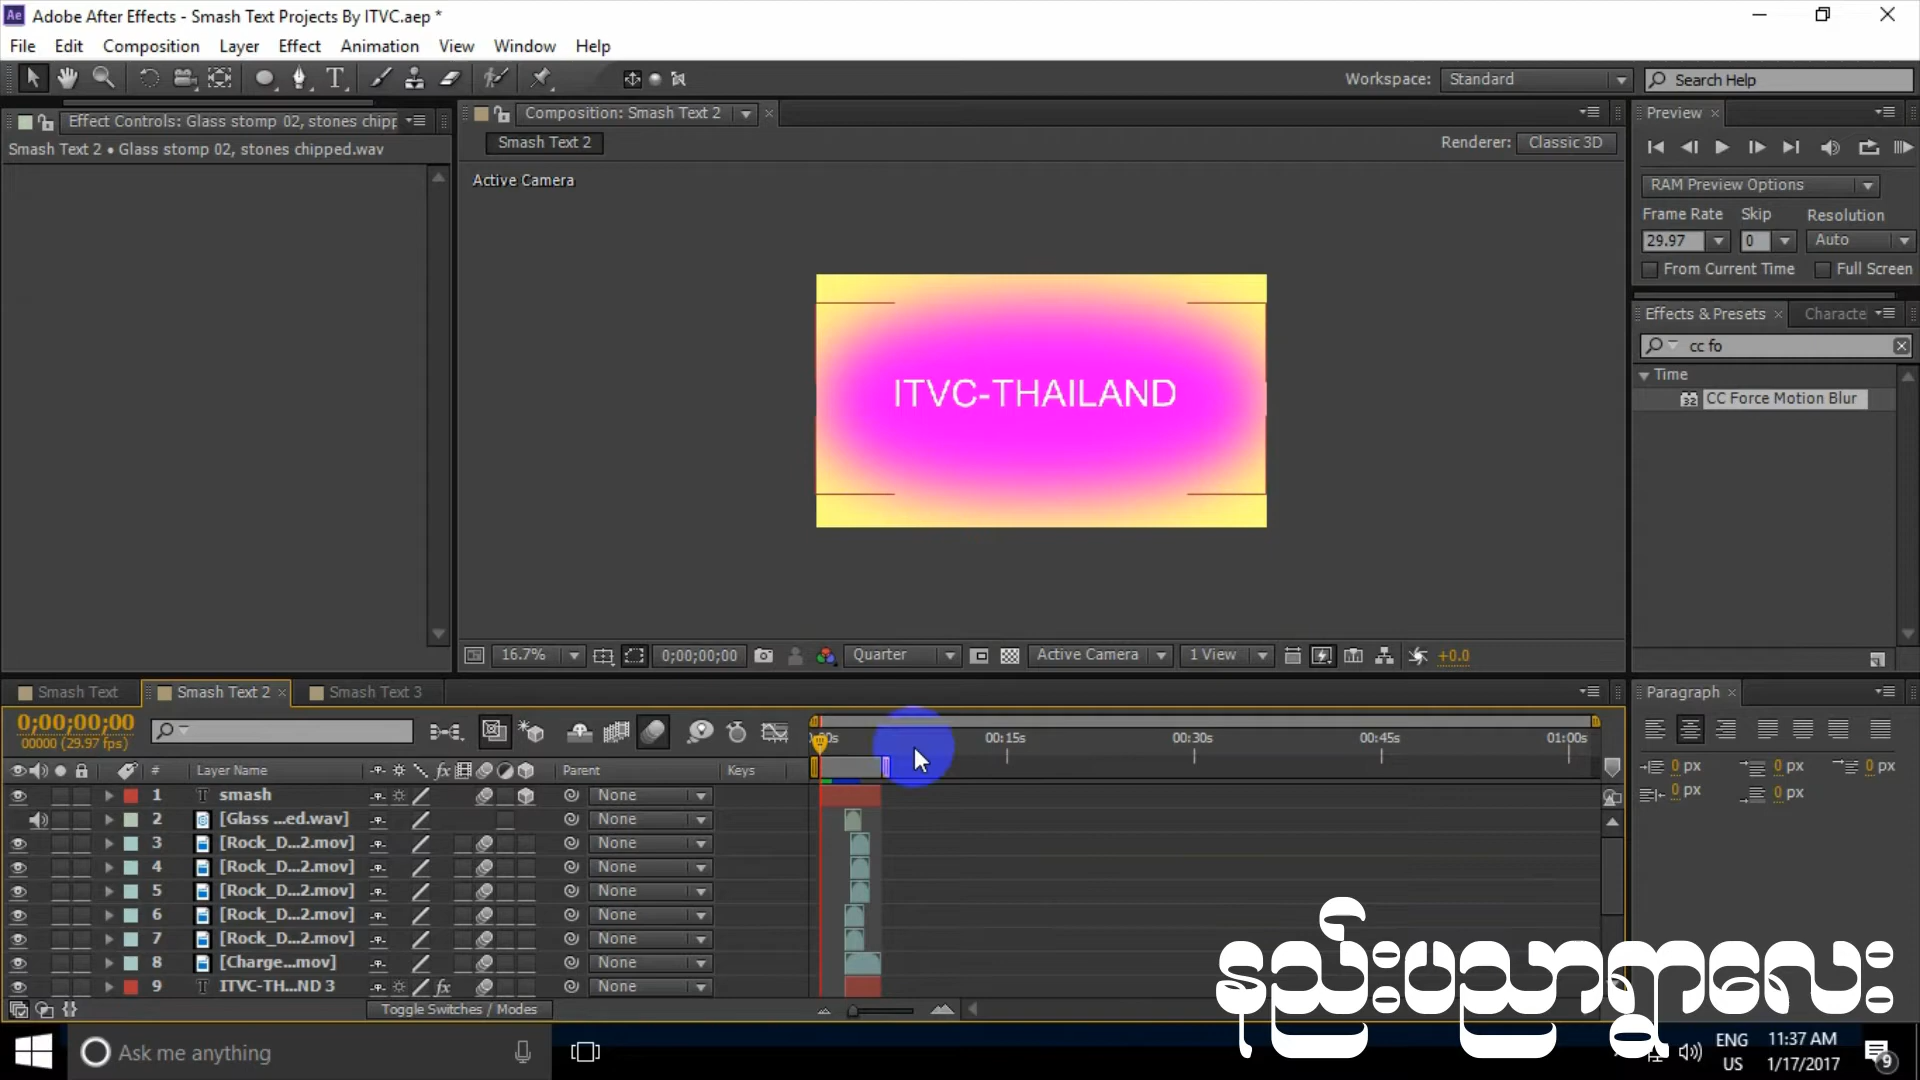 Adobe After Effects - Smash Text Projects By ITVC.aep *
File Edit Composition Layer Effect Animation View Window Help
Workspace: Standard Search Help
Effect Controls: Glass stomp 02, stones chipp
Smash Text 2 • Glass stomp 02, stones chipped.wav
Composition: Smash Text 2
Smash Text 2
Renderer: Classic 3D
Active Camera
ITVC-THAILAND
16.7% 0;00;00;00 Quarter Active Camera 1 View +0.0
Preview
RAM Preview Options
Frame Rate Skip Resolution
29.97 0 Auto
From Current Time Full Screen
Effects & Presets Characte
cc fo
Time
32 CC Force Motion Blur
Smash Text Smash Text 2 Smash Text 3
0;00;00;00
00000 (29.97 fps)
00:15s 00:30s 00:45s 01:00s
# Layer Name fx Parent Keys
1 T smash None
2 [Glass ...ed.wav] None
3 [Rock_D...2.mov] None
4 [Rock_D...2.mov] None
5 [Rock_D...2.mov] None
6 [Rock_D...2.mov] None
7 [Rock_D...2.mov] None
8 [Charge...mov] None
9 T ITVC-TH...ND 3 fx None
Toggle Switches / Modes
Paragraph
0 px 0 px 0 px
0 px 0 px
နည်းပညာရွာလေး
Ask me anything
ENG
US
11:37 AM
1/17/2017
9